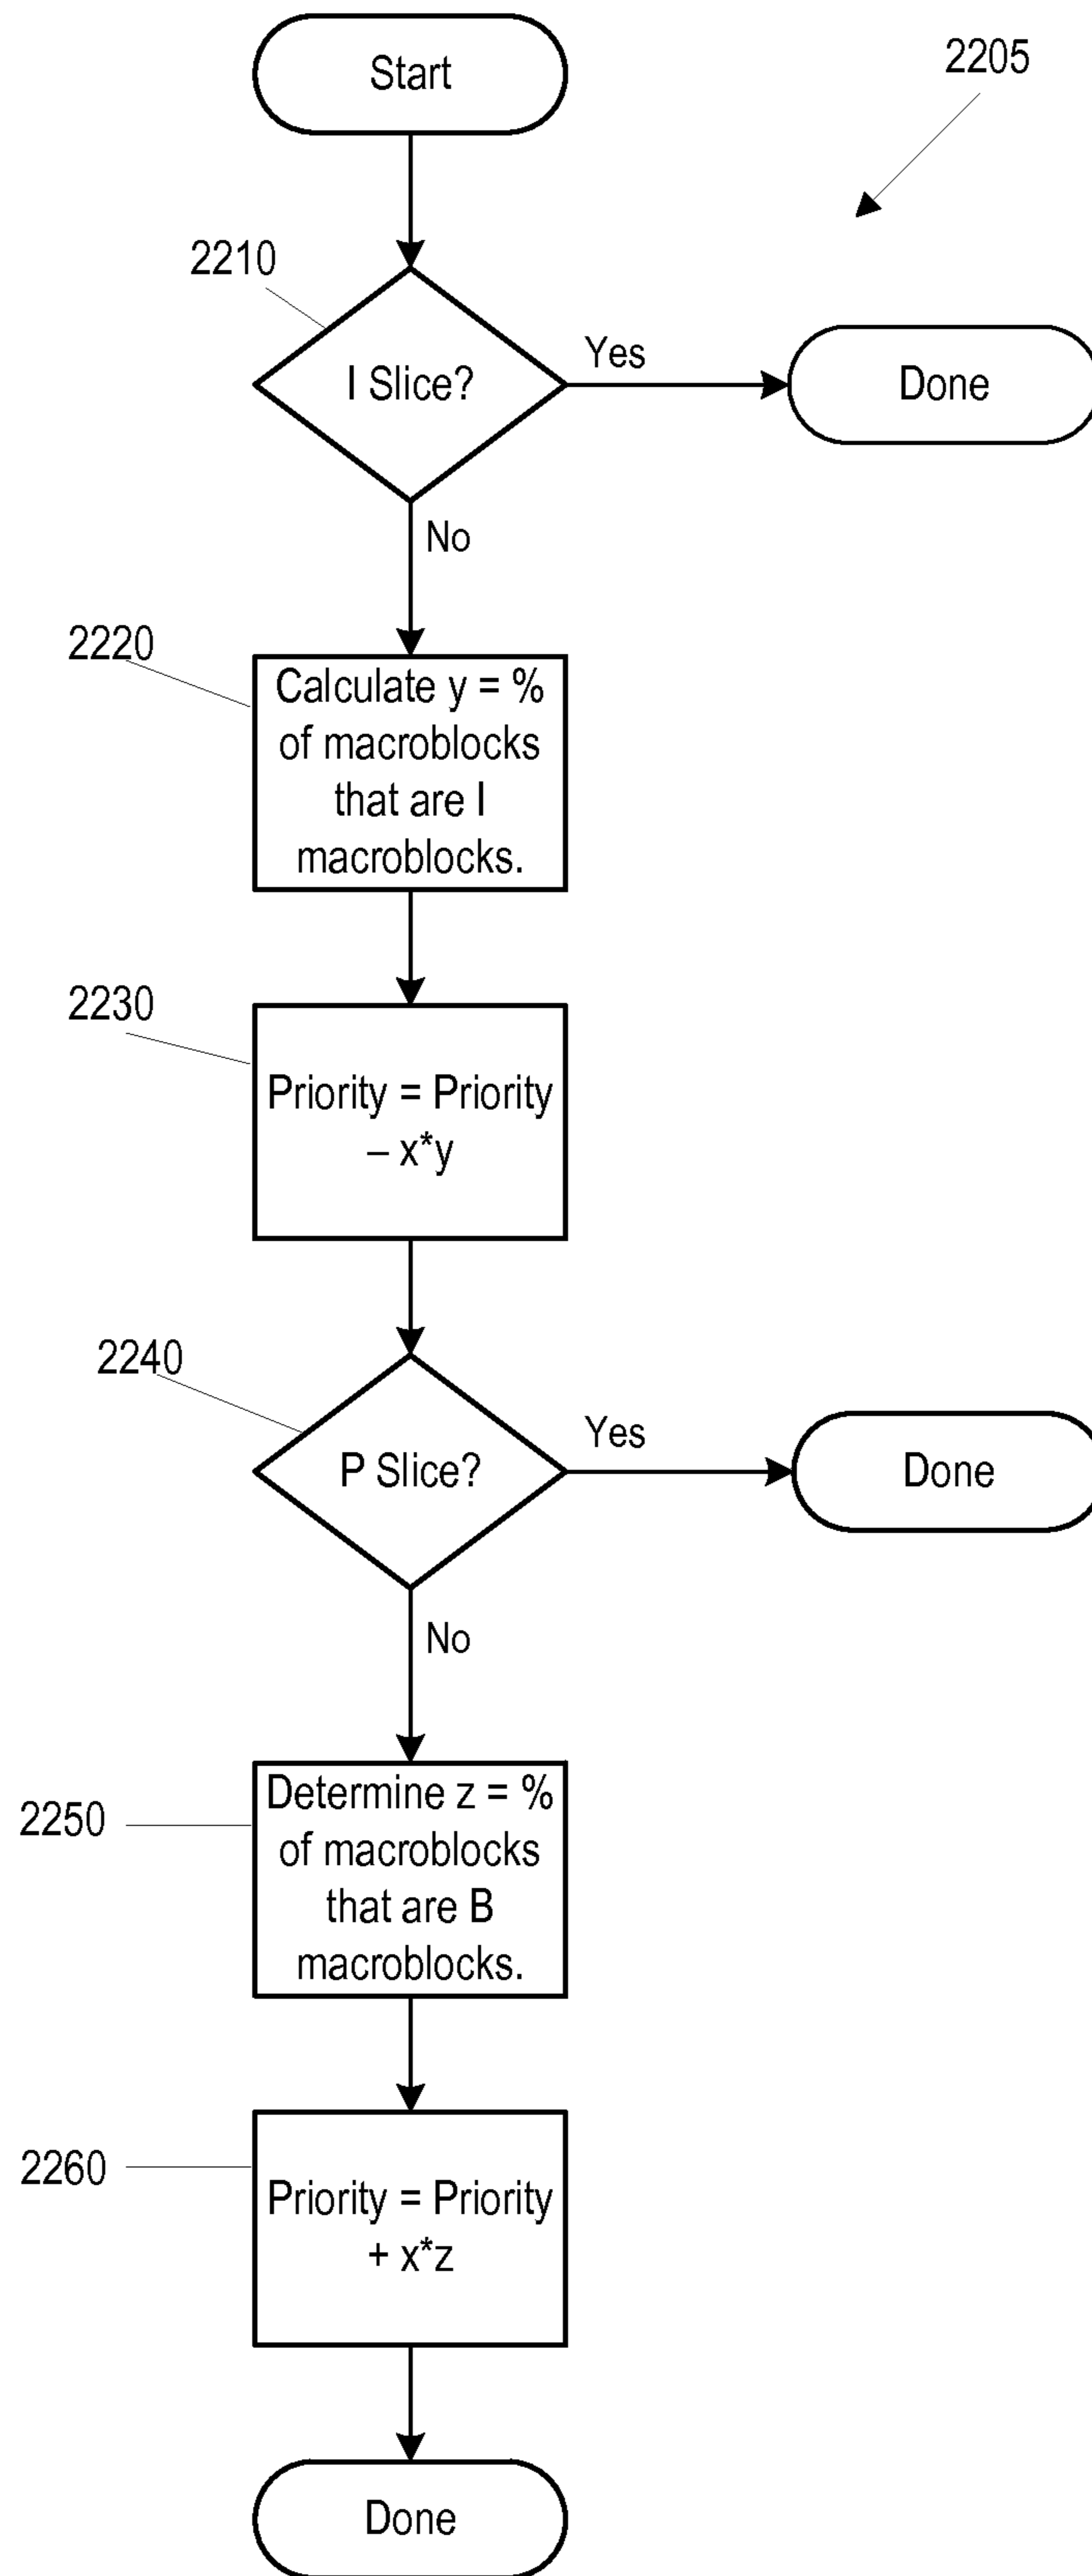 Start
2205
2210
I Slice?
Yes
Done
No
2220
Calculate y = %
of macroblocks
that are I
macroblocks.
2230
Priority = Priority
– x*y
2240
P Slice?
Yes
Done
No
2250
Determine z = %
of macroblocks
that are B
macroblocks.
2260
Priority = Priority
+ x*z
Done